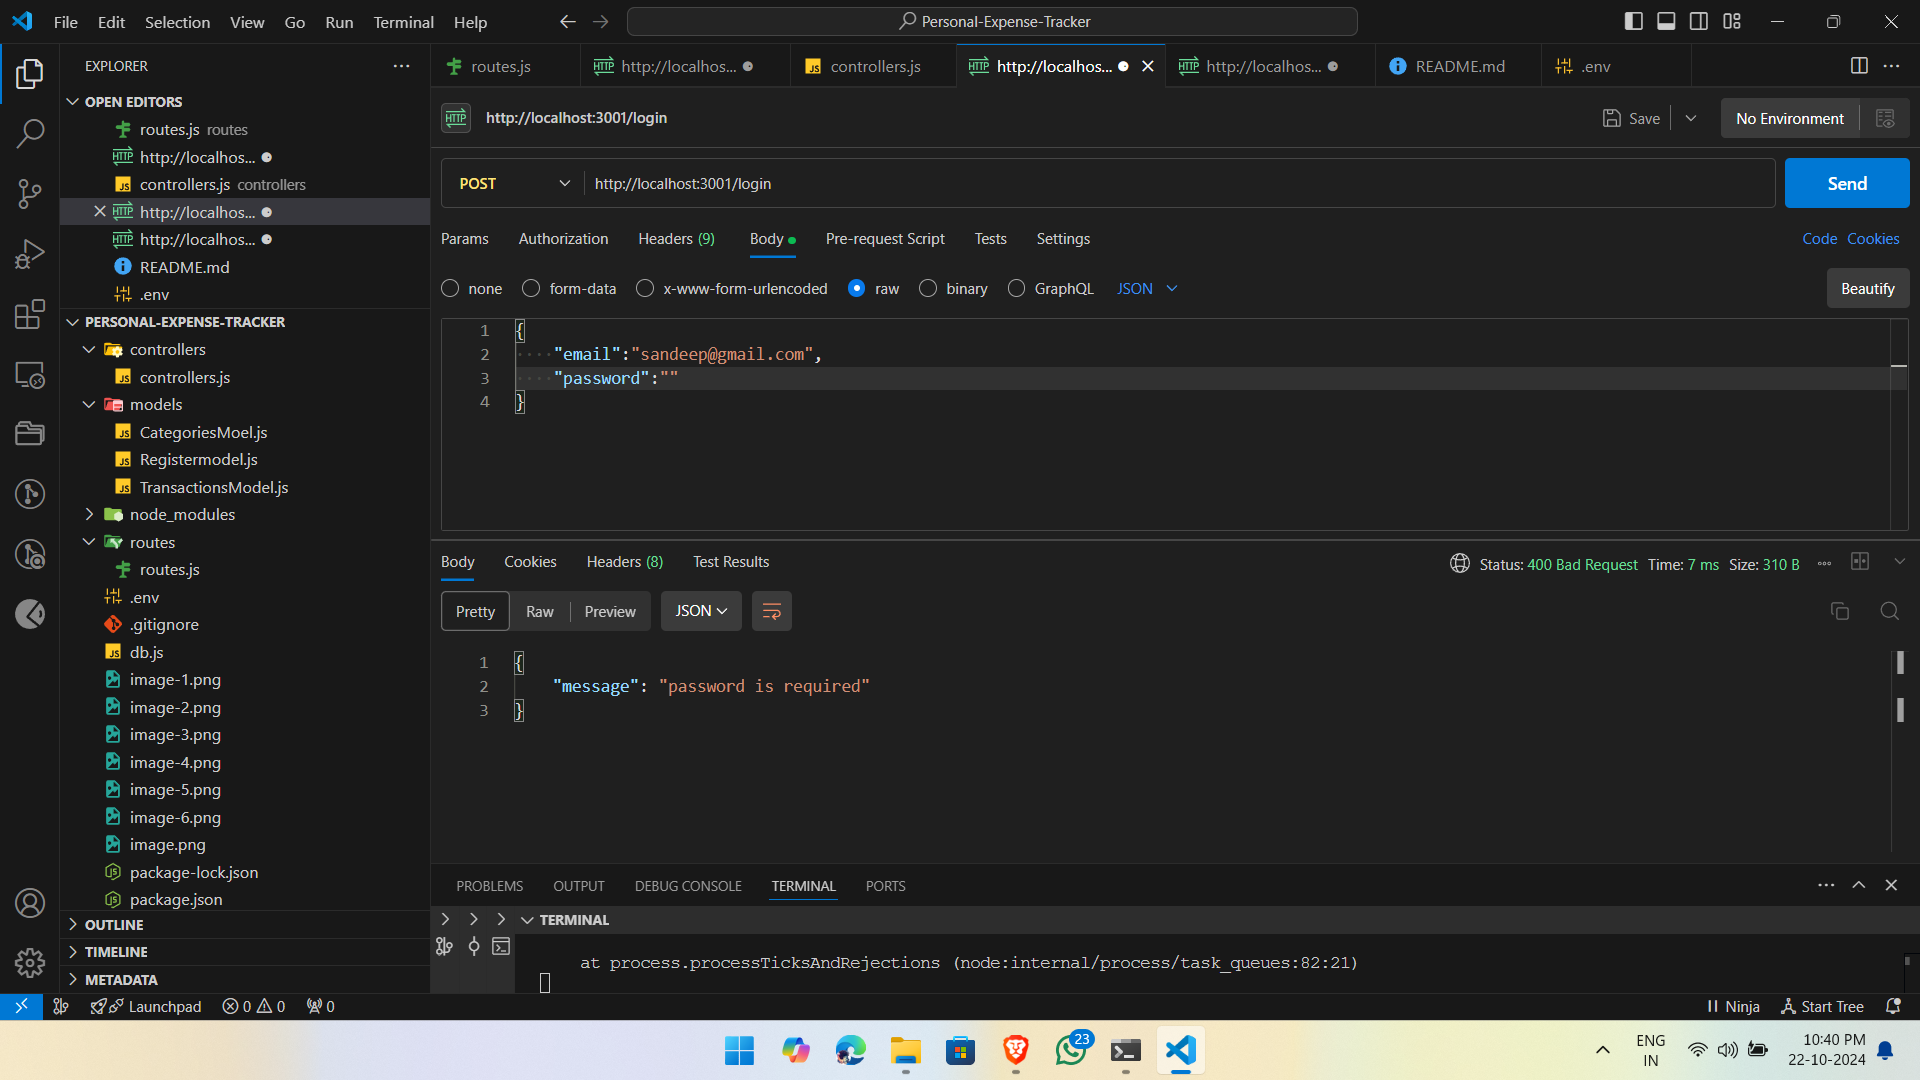 File Edit Selection View Go Run Terminal Help
Personal-Expense-Tracker
EXPLORER
OPEN EDITORS
routes.js routes
http://localhos...
controllers.js controllers
http://localhos...
http://localhos...
README.md
.env
PERSONAL-EXPENSE-TRACKER
controllers
controllers.js
models
CategoriesMoel.js
Registermodel.js
TransactionsModel.js
node_modules
routes
routes.js
.env
.gitignore
db.js
image-1.png
image-2.png
image-3.png
image-4.png
image-5.png
image-6.png
image.png
package-lock.json
package.json
OUTLINE
TIMELINE
METADATA
routes.js http://localhos... controllers.js http://localhos... http://localhos... README.md .env
HTTP http://localhost:3001/login Save No Environment
POST http://localhost:3001/login Send
Params Authorization Headers (9) Body Pre-request Script Tests Settings Code Cookies
none form-data x-www-form-urlencoded raw binary GraphQL JSON Beautify
1 {
2 "email":"sandeep@gmail.com",
3 "password":""
4 }
Body Cookies Headers (8) Test Results Status: 400 Bad Request Time: 7 ms Size: 310 B
Pretty Raw Preview JSON
1 {
2 "message": "password is required"
3 }
PROBLEMS OUTPUT DEBUG CONSOLE TERMINAL PORTS
TERMINAL
at process.processTicksAndRejections (node:internal/process/task_queues:82:21)
Launchpad 0 0 0 Ninja Start Tree
23
ENG
IN
10:40 PM
22-10-2024